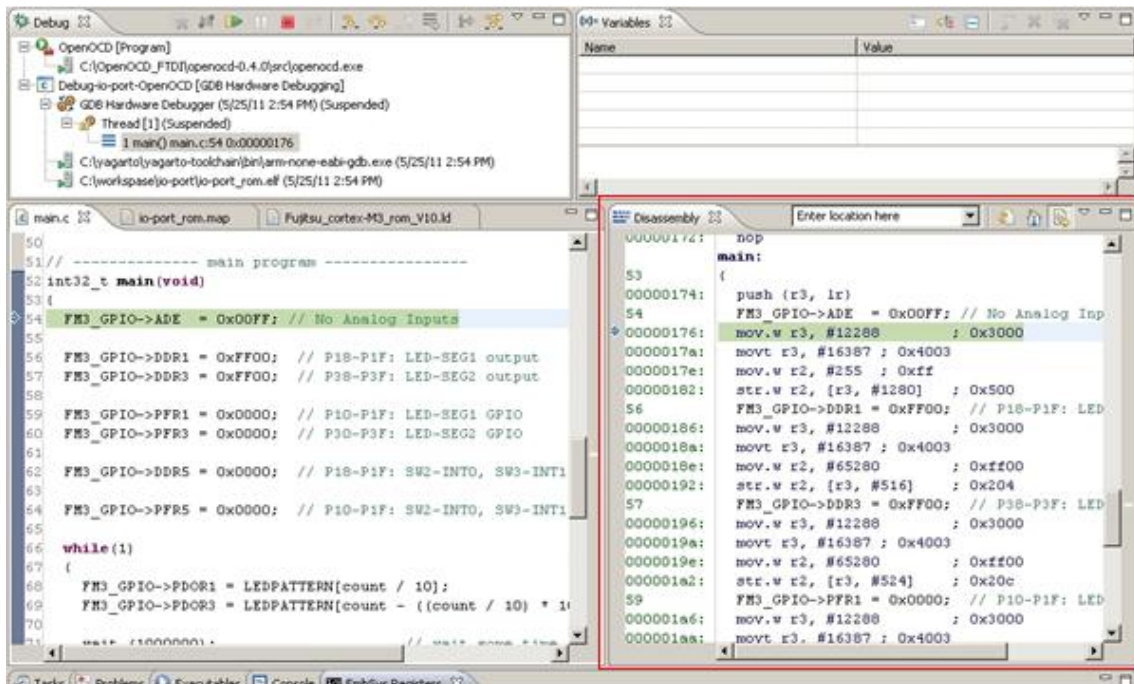 Debug
OpenOCD [Program]
C:\OpenOCD_FTDI\openocd-0.4.0\src\openocd.exe
Debug-io-port-OpenOCD [GDB Hardware Debugging]
GDB Hardware Debugger (5/25/11 2:54 PM) (Suspended)
Thread [1] (Suspended)
1 main() main.c:54 0x00000176
C:\yagarto\yagarto-toolchain\bin\arm-none-eabi-gdb.exe (5/25/11 2:54 PM)
C:\workspase\io-port\io-port_rom.elf (5/25/11 2:54 PM)
(x)= Variables
Name Value
main.c io-port_rom.map Fujitsu_cortex-M3_rom_V10.ld
50
51 // -------------- main program -----------------
52 int32_t main(void)
53 {
54 FM3_GPIO->ADE = 0x00FF; // No Analog Inputs
55
56 FM3_GPIO->DDR1 = 0xFF00; // P18-P1F: LED-SEG1 output
57 FM3_GPIO->DDR3 = 0xFF00; // P38-P3F: LED-SEG2 output
58
59 FM3_GPIO->PFR1 = 0x0000; // P10-P1F: LED-SEG1 GPIO
60 FM3_GPIO->PFR3 = 0x0000; // P30-P3F: LED-SEG2 GPIO
61
62 FM3_GPIO->DDR5 = 0x0000; // P18-P1F: SW2-INT0, SW3-INT1
63
64 FM3_GPIO->PFR5 = 0x0000; // P10-P1F: SW2-INT0, SW3-INT1
65
66 while(1)
67 {
68 FM3_GPIO->PDOR1 = LEDPATTERN[count / 10];
69 FM3_GPIO->PDOR3 = LEDPATTERN[count - ((count / 10) * 1
70
71 wait (1000000); // wait some time
Disassembly
Enter location here
00000172: nop
main:
53 {
00000174: push {r3, lr}
54 FM3_GPIO->ADE = 0x00FF; // No Analog Inp
00000176: mov.w r3, #12288 ; 0x3000
0000017a: movt r3, #16387 ; 0x4003
0000017e: mov.w r2, #255 ; 0xff
00000182: str.w r2, [r3, #1280] ; 0x500
56 FM3_GPIO->DDR1 = 0xFF00; // P18-P1F: LED
00000186: mov.w r3, #12288 ; 0x3000
0000018a: movt r3, #16387 ; 0x4003
0000018e: mov.w r2, #65280 ; 0xff00
00000192: str.w r2, [r3, #516] ; 0x204
57 FM3_GPIO->DDR3 = 0xFF00; // P38-P3F: LED
00000196: mov.w r3, #12288 ; 0x3000
0000019a: movt r3, #16387 ; 0x4003
0000019e: mov.w r2, #65280 ; 0xff00
000001a2: str.w r2, [r3, #524] ; 0x20c
59 FM3_GPIO->PFR1 = 0x0000; // P10-P1F: LED
000001a6: mov.w r3, #12288 ; 0x3000
000001aa: movt r3, #16387 ; 0x4003
Tasks Problems Executables Console EmbSys Registers